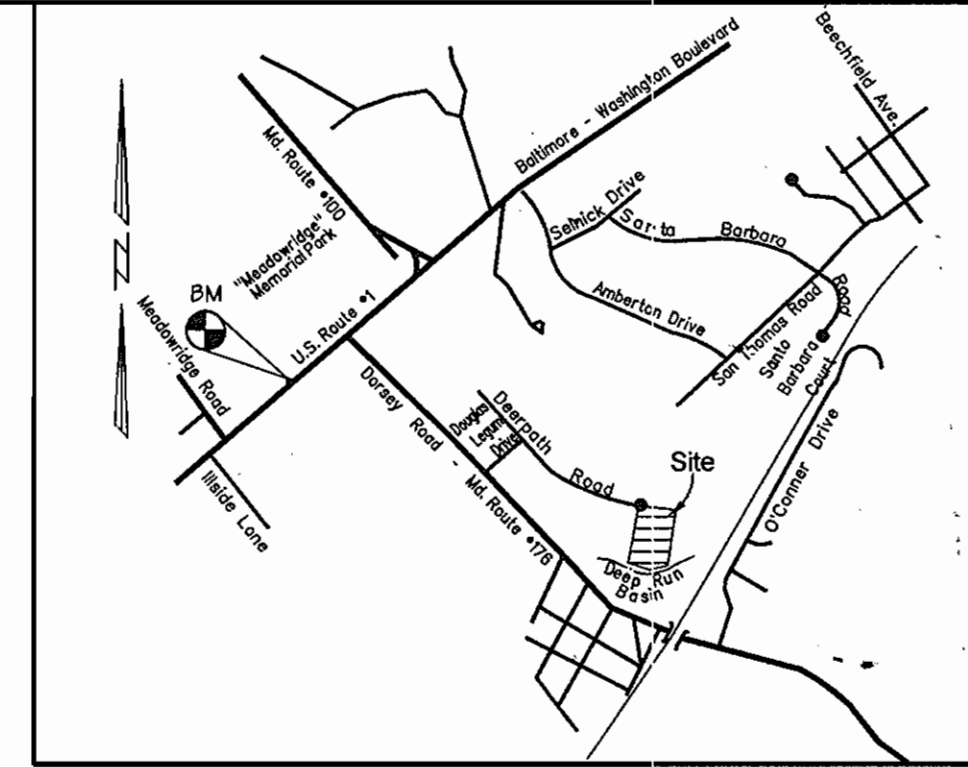 Beechfield Ave.
Baltimore - Washington Boulevard
Md. Route •100
Selnick Drive
Santa Barbara Road
"Meadowridge"
Memorial Park
BM
N
Meadowridge Road
U.S. Route •1
Amberton Drive
San Thomas Road
Santa
Barbara
Court
Dorsey Road - Md. Route •176
Douglas
Legum
Drive
Deerpath Road
Site
O'Conner Drive
Illside Lane
Deep Run
Basin